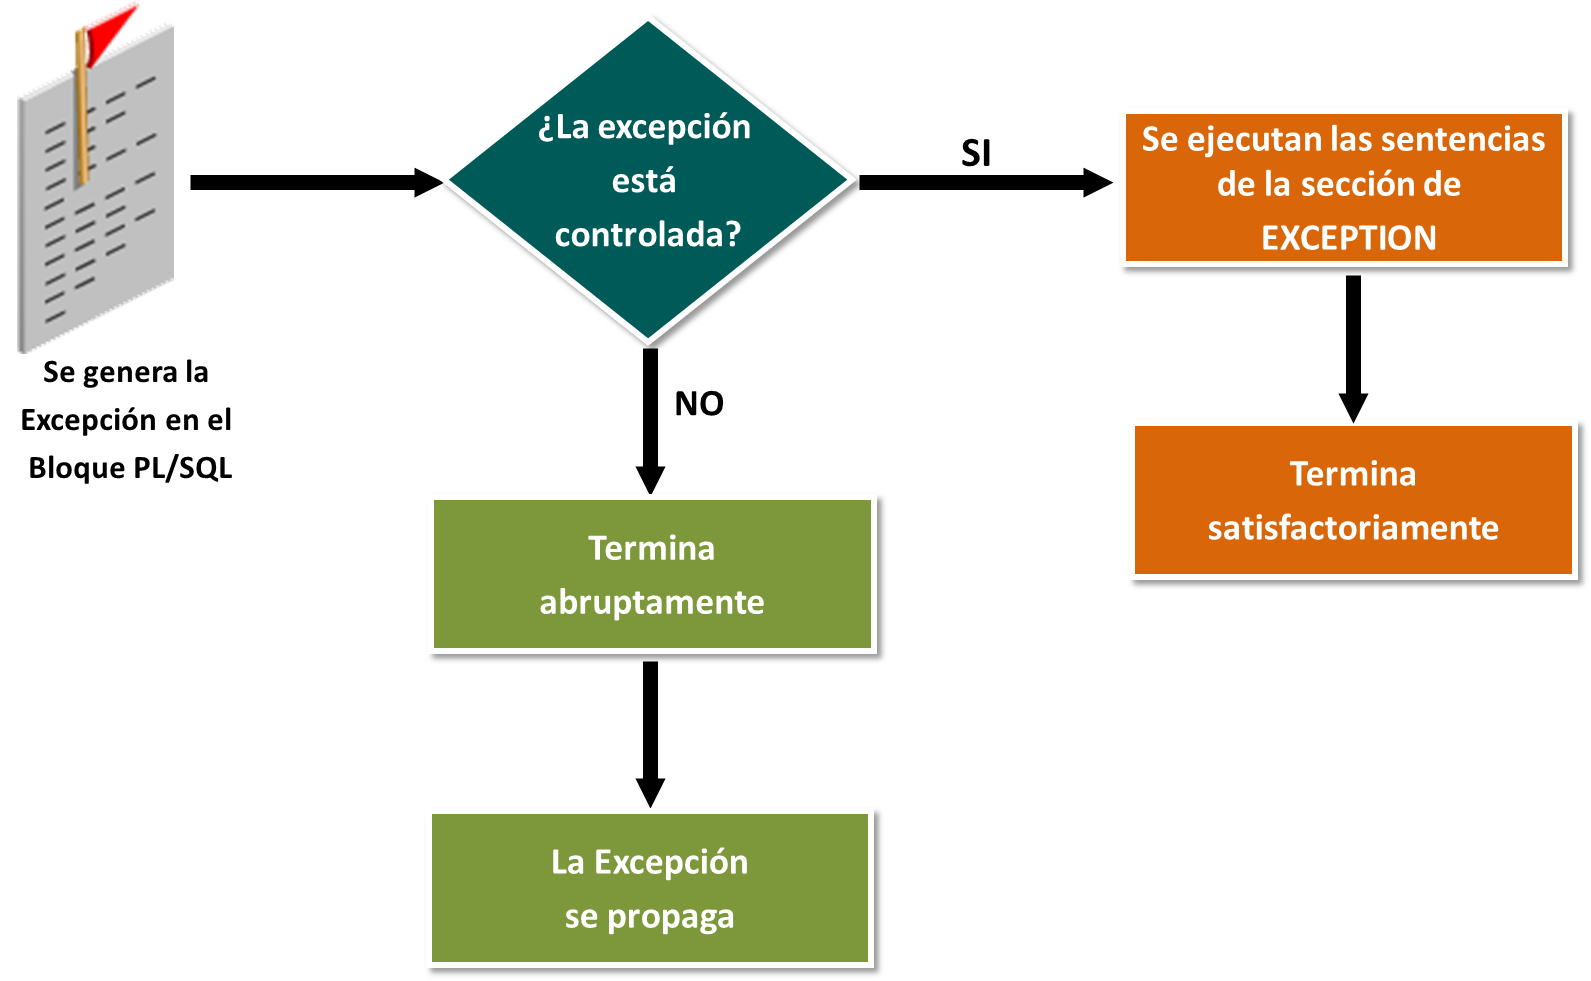 Se genera la
Excepción en el
Bloque PL/SQL
¿La excepción
está
controlada?
SI
Se ejecutan las sentencias
de la sección de
EXCEPTION
Termina
satisfactoriamente
NO
Termina
abruptamente
La Excepción
se propaga